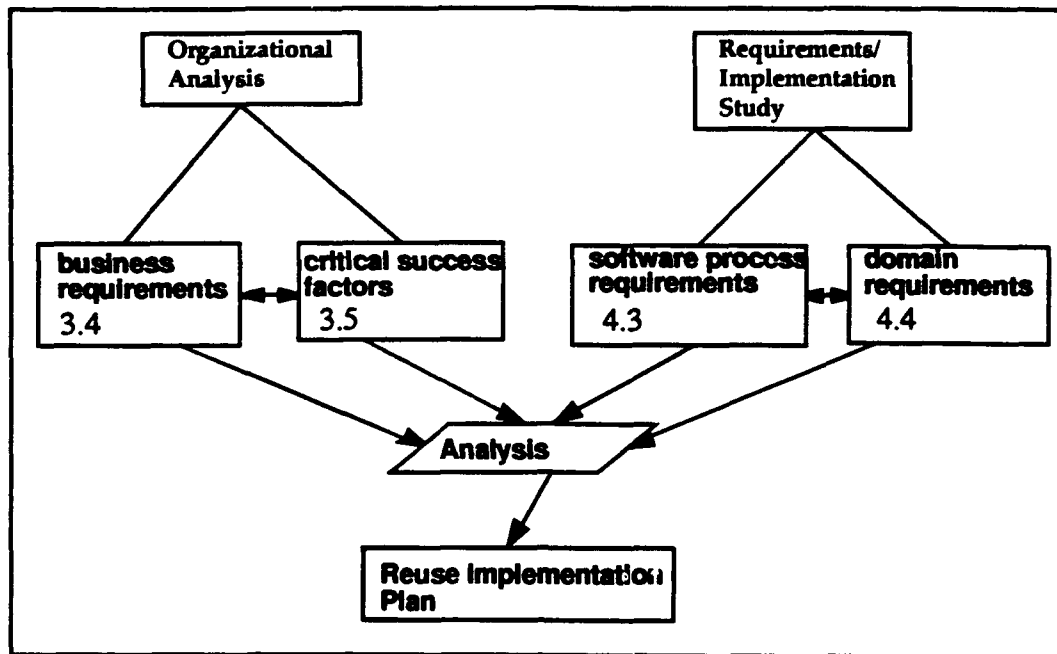 Organizational
Analysis
Requirements/
Implementation
Study
business
requirements
3.4
critical success
factors
3.5
software process
requirements
4.3
domain
requirements
4.4
Analysis
Reuse Implementation
Plan